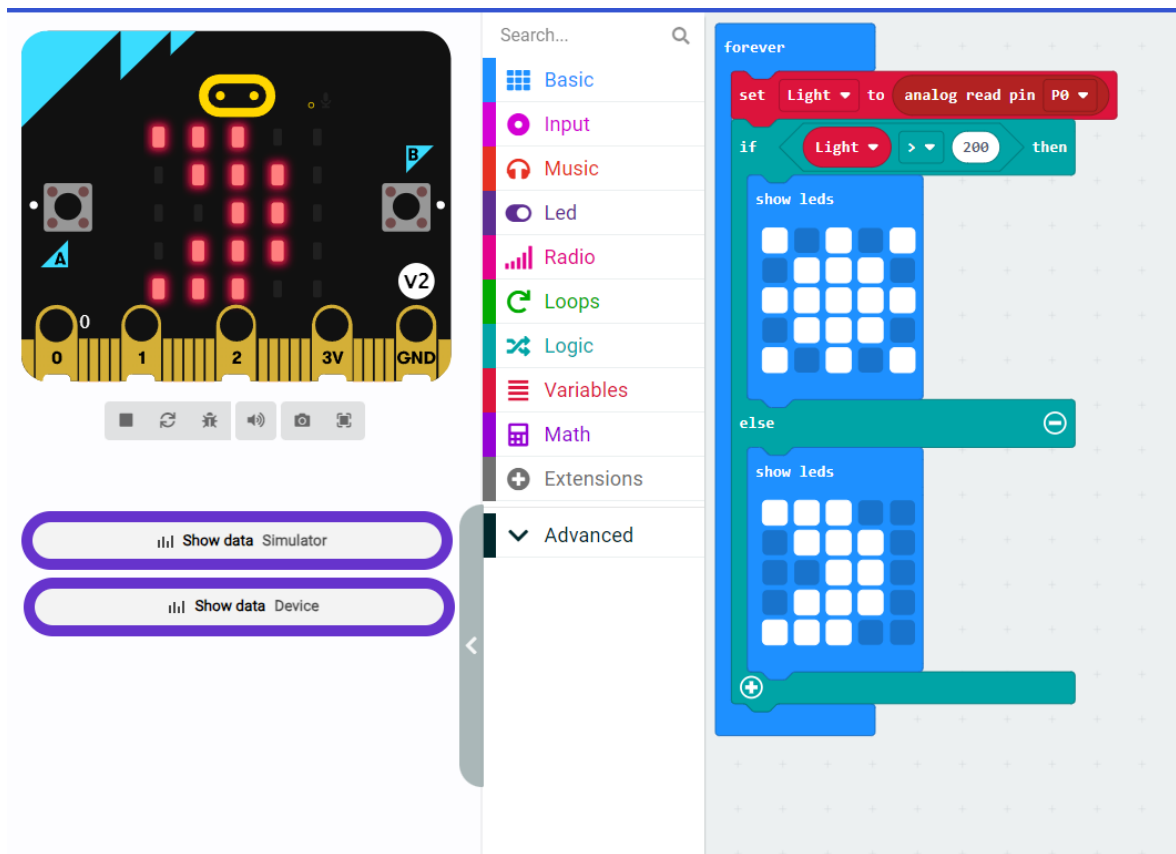 B
A
V2
0
0
1
2
3V
GND
Show data Simulator
Show data Device
Search...
Basic
Input
Music
Led
Radio
Loops
Logic
Variables
Math
Extensions
Advanced
forever
set Light to analog read pin P0
if Light > 200 then
show leds
else
show leds